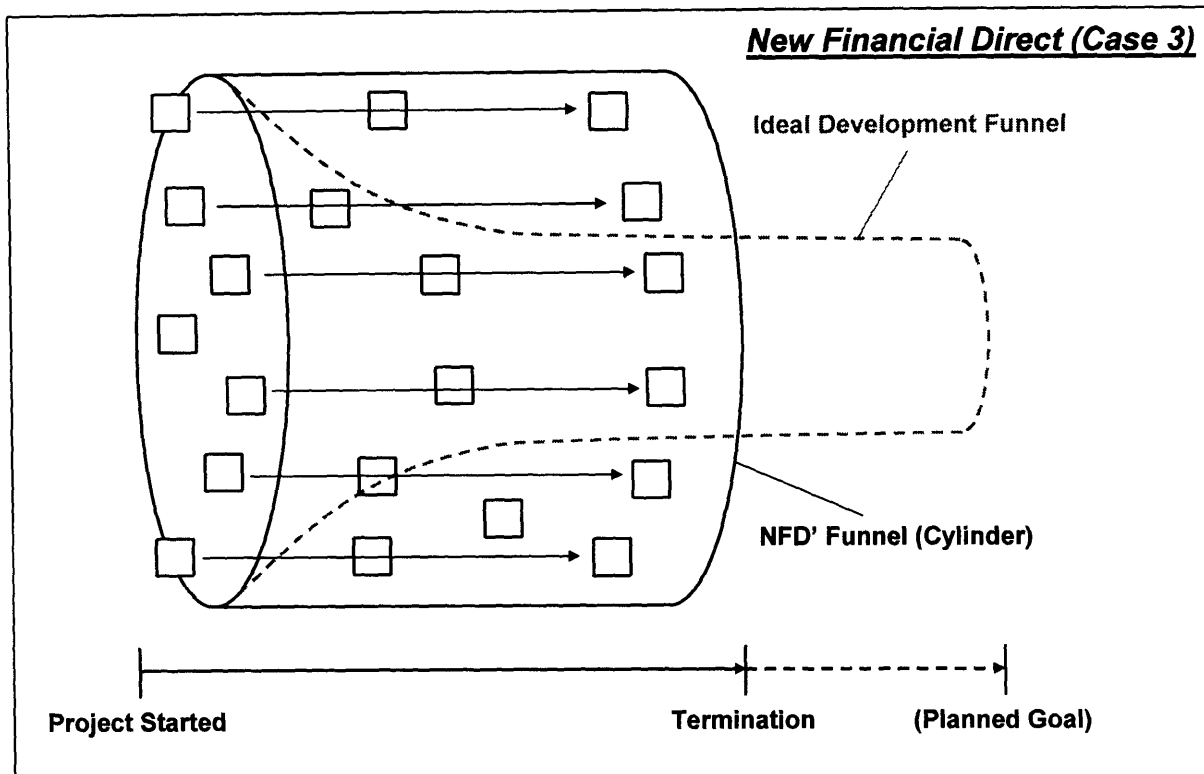 New Financial Direct (Case 3)
Ideal Development Funnel
NFD' Funnel (Cylinder)
Project Started
Termination
(Planned Goal)